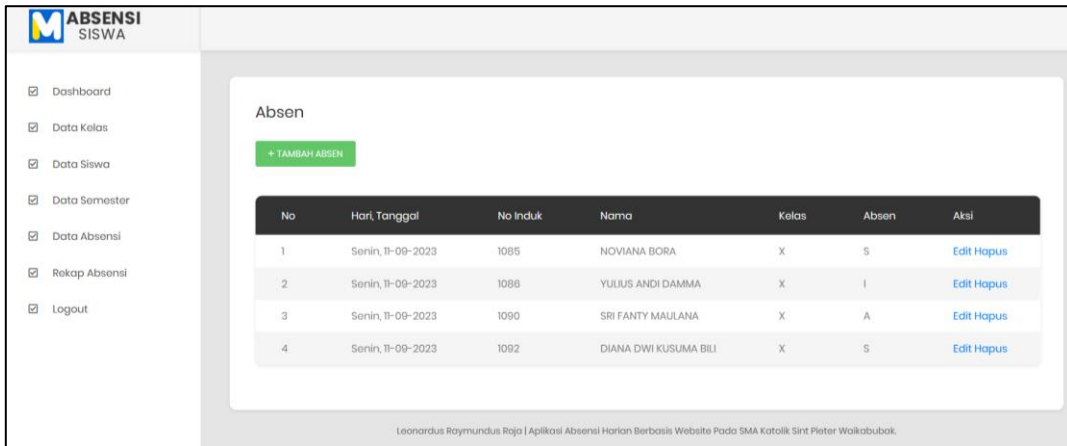 ABSENSI
SISWA
Dashboard
Data Kelas
Data Siswa
Data Semester
Data Absensi
Rekap Absensi
Logout
Absen
+ TAMBAH ABSEN
No Hari, Tanggal No Induk Nama Kelas Absen Aksi
1 Senin, 11-09-2023 1085 NOVIANA BORA X S Edit Hapus
2 Senin, 11-09-2023 1086 YULIUS ANDI DAMMA X I Edit Hapus
3 Senin, 11-09-2023 1090 SRI FANTY MAULANA X A Edit Hapus
4 Senin, 11-09-2023 1092 DIANA DWI KUSUMA BILI X S Edit Hapus
Leonardus Raymundus Roja | Aplikasi Absensi Harian Berbasis Website Pada SMA Katolik Sint Pieter Waikabubok.